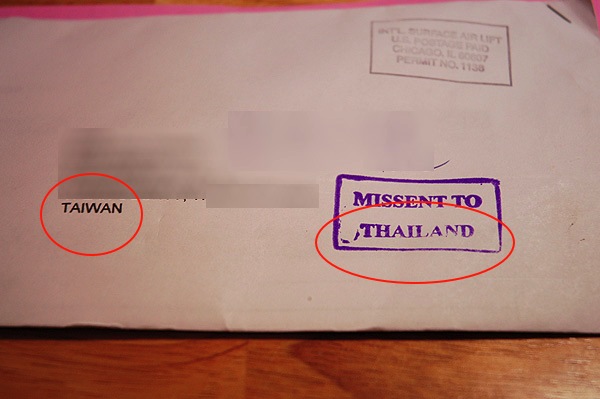 INT'L SURFACE AIR LIFT
U.S. POSTAGE PAID
CHICAGO, IL 60607
PERMIT NO. 1138
TAIWAN
MISSENT TO
THAILAND